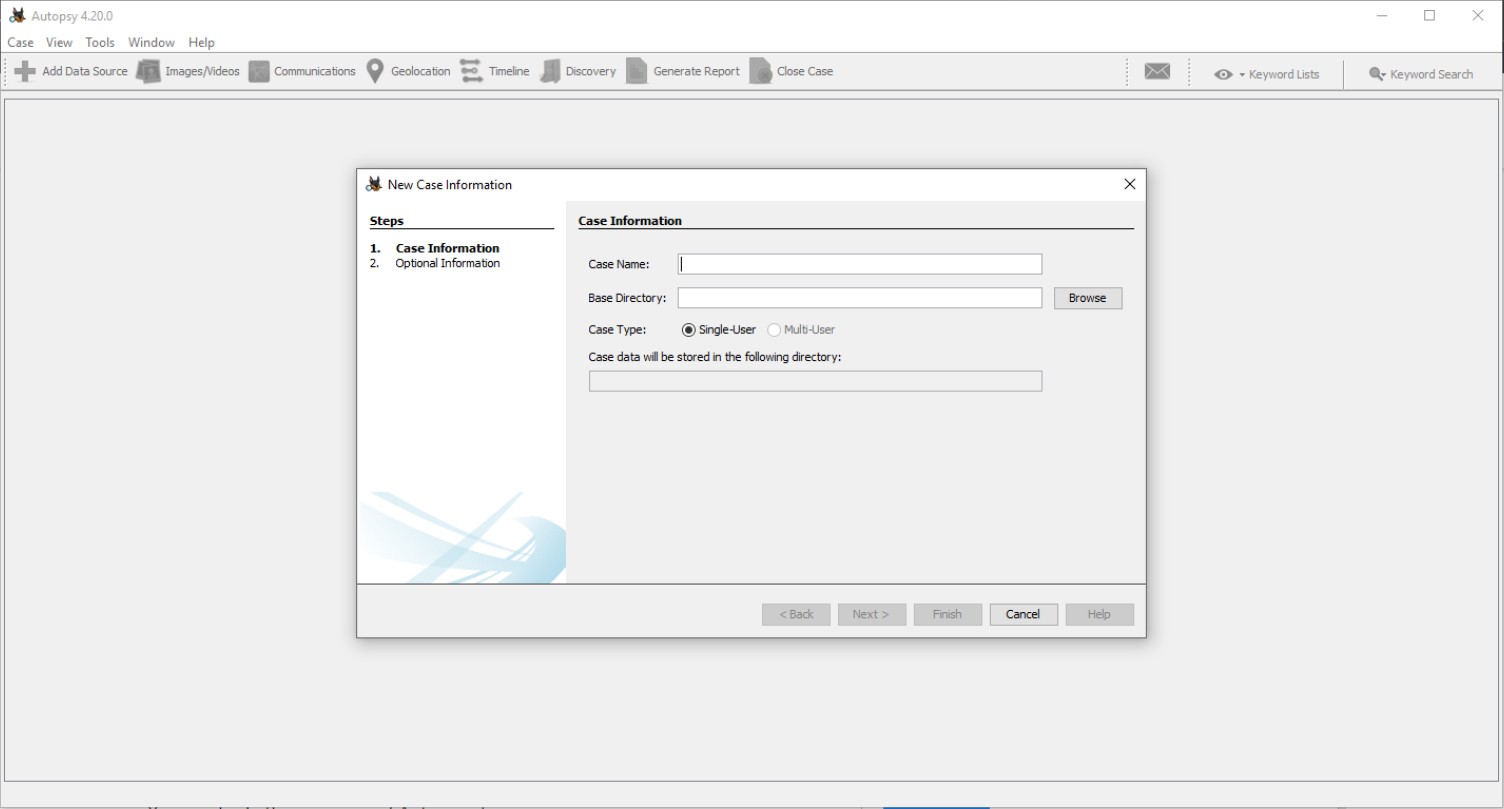 Autopsy 4.20.0
Case View Tools Window Help
Add Data Source Images/Videos Communications Geolocation Timeline Discovery Generate Report Close Case Keyword Lists Keyword Search
New Case Information
Steps
1. Case Information
2. Optional Information
Case Information
Case Name:
Base Directory: Browse
Case Type: Single-User Multi-User
Case data will be stored in the following directory:
< Back Next > Finish Cancel Help